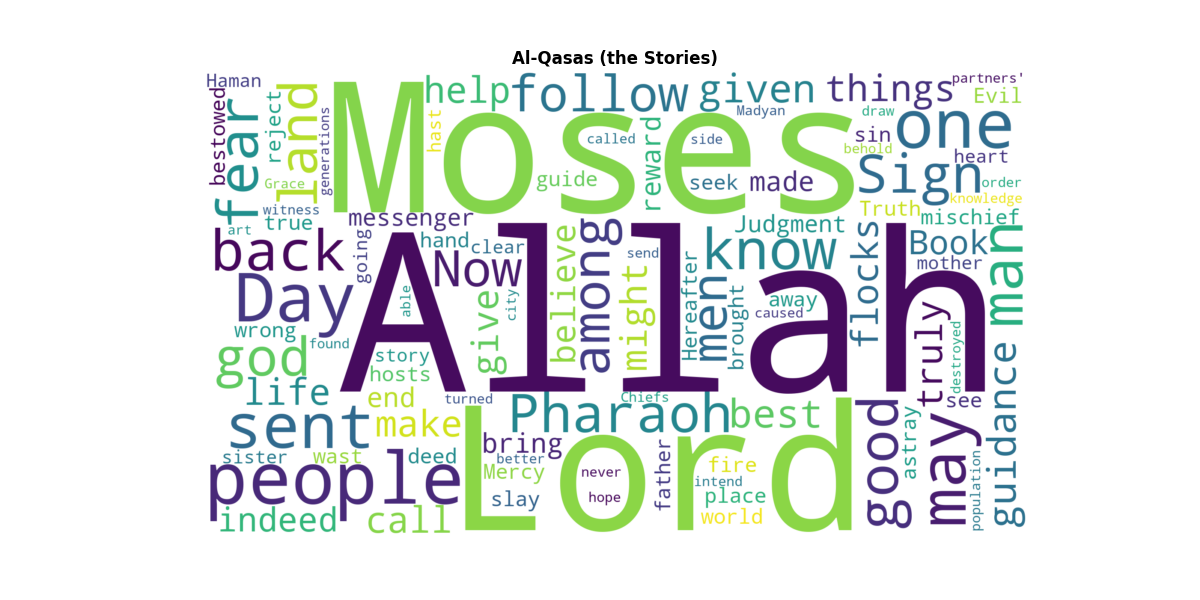 Al-Qasas (the Stories)
Haman
bestowed
fear
reject
land
generations
Grace
witness
art
true
Moses
help
hast
follow
given
things
partners'
Evil
Madyan
draw
called
side
sin
behold
one
heart
Sign
order
knowledge
guide
reward
seek
made
Truth
mischief
messenger
Judgment
back
going
hand
clear
Now
believe
among
send
might
know
Hereafter
men
brought
away
caused
flocks
Book
mother
man
Allah
Day
able
give
city
wrong
found
god
story
hosts
life
end
turned
make
Chiefs
truly
destroyed
see
guidance
sent
Pharaoh
best
good
astray
may
population
sister
wast
deed
people
bring
better
Mercy
slay
Lord
never
hope
father
fire
intend
place
world
indeed
call